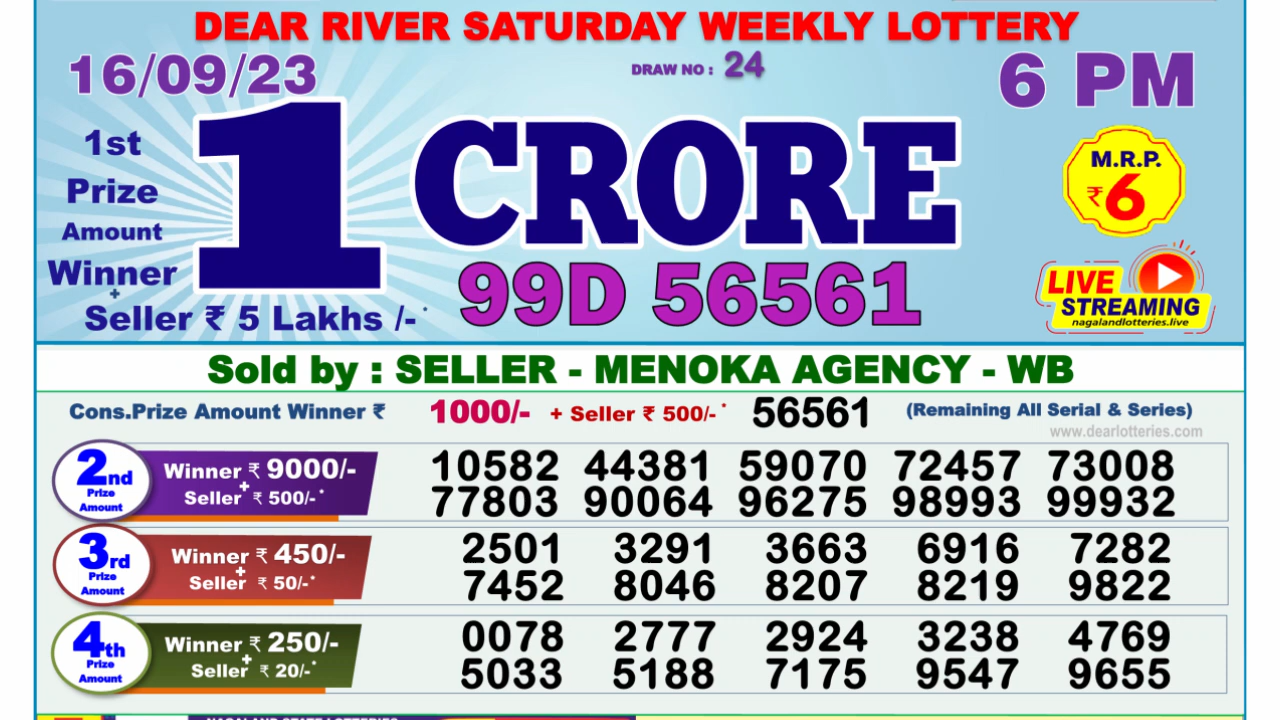 DEAR RIVER SATURDAY WEEKLY LOTTERY
16/09/23
DRAW NO : 24
6 PM
1st
Prize
Amount
Winner
+
Seller ₹ 5 Lakhs /-*
1 CRORE
99D 56561
M.R.P.
₹6
LIVE
STREAMING
nagalandlotteries.live
Sold by : SELLER - MENOKA AGENCY - WB
Cons.Prize Amount Winner ₹ 1000/- + Seller ₹ 500/-* 56561 (Remaining All Serial & Series)
www.dearlotteries.com
2nd
Prize
Amount
Winner ₹ 9000/-
+
Seller ₹ 500/-*
10582 44381 59070 72457 73008
77803 90064 96275 98993 99932
3rd
Prize
Amount
Winner ₹ 450/-
+
Seller ₹ 50/-*
2501 3291 3663 6916 7282
7452 8046 8207 8219 9822
4th
Prize
Amount
Winner ₹ 250/-
+
Seller ₹ 20/-*
0078 2777 2924 3238 4769
5033 5188 7175 9547 9655
NAGALAND STATE LOTTERIES